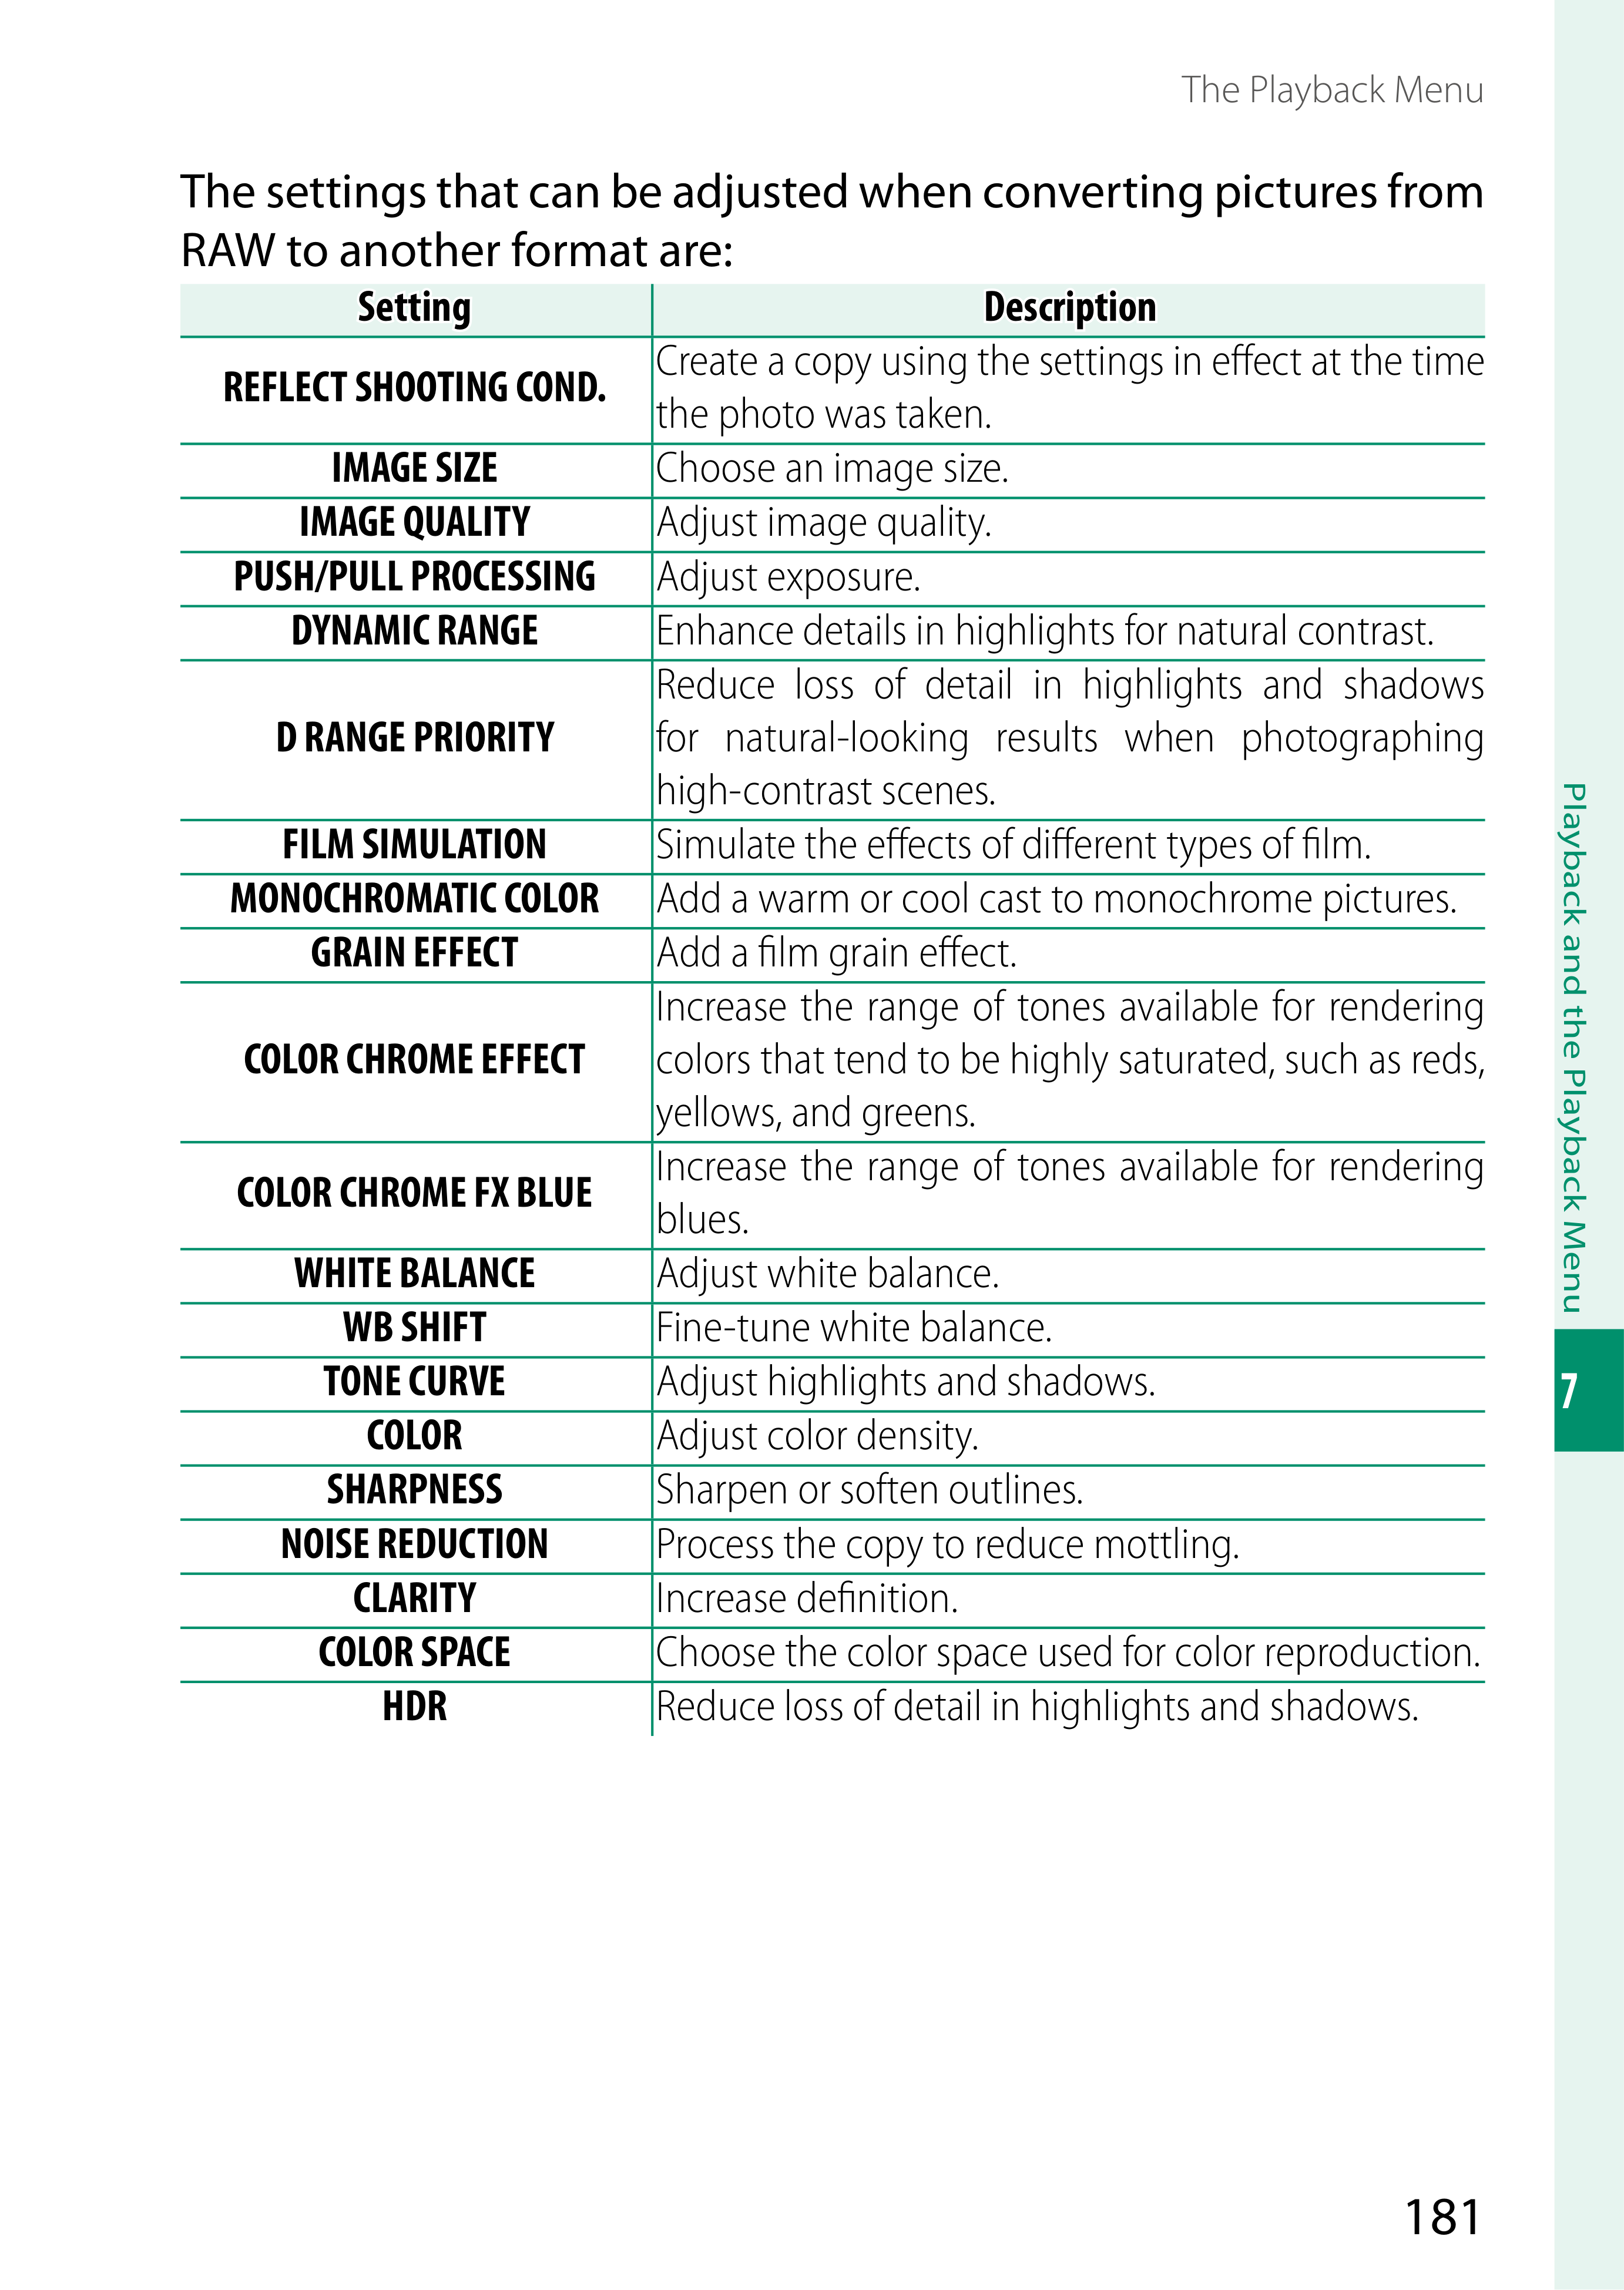 The Playback Menu
The settings that can be adjusted when converting pictures from
RAW to another format are:
Setting Description
REFLECT SHOOTING COND. Create a copy using the settings in effect at the time
the photo was taken.
IMAGE SIZE Choose an image size.
IMAGE QUALITY Adjust image quality.
PUSH/PULL PROCESSING Adjust exposure.
DYNAMIC RANGE Enhance details in highlights for natural contrast.
D RANGE PRIORITY Reduce loss of detail in highlights and shadows
for natural-looking results when photographing
high-contrast scenes.
FILM SIMULATION Simulate the effects of different types of film.
MONOCHROMATIC COLOR Add a warm or cool cast to monochrome pictures.
GRAIN EFFECT Add a film grain effect.
COLOR CHROME EFFECT Increase the range of tones available for rendering
colors that tend to be highly saturated, such as reds,
yellows, and greens.
COLOR CHROME FX BLUE Increase the range of tones available for rendering
blues.
WHITE BALANCE Adjust white balance.
WB SHIFT Fine-tune white balance.
TONE CURVE Adjust highlights and shadows.
COLOR Adjust color density.
SHARPNESS Sharpen or soften outlines.
NOISE REDUCTION Process the copy to reduce mottling.
CLARITY Increase definition.
COLOR SPACE Choose the color space used for color reproduction.
HDR Reduce loss of detail in highlights and shadows.
Playback and the Playback Menu
7
181